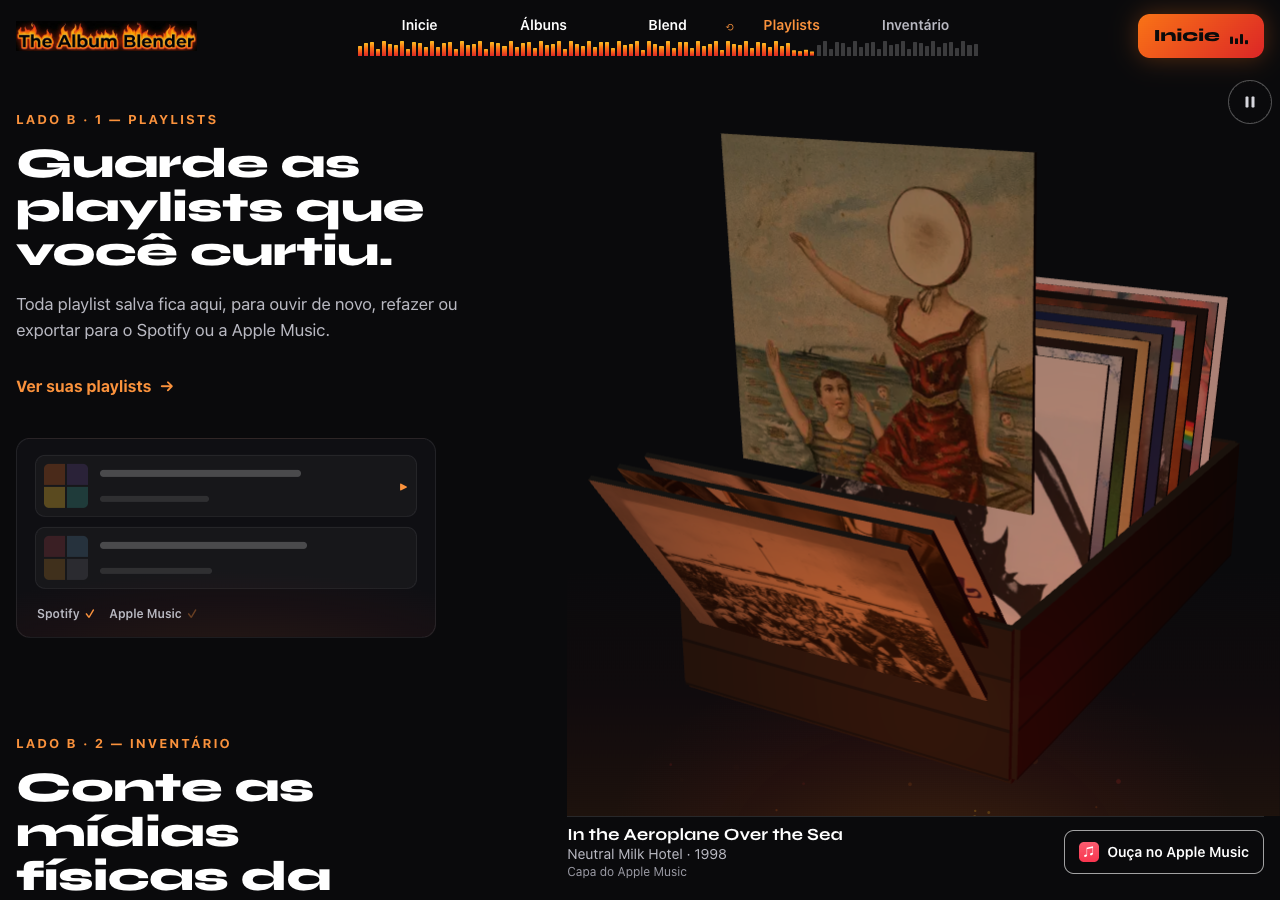 The Album Blender
Inicie
Álbuns
Blend
Playlists
Inventário
Inicie
LADO B · 1 — PLAYLISTS
Guarde as
playlists que
você curtiu.
Toda playlist salva fica aqui, para ouvir de novo, refazer ou
exportar para o Spotify ou a Apple Music.
Ver suas playlists →
Spotify ✓ Apple Music ✓
LADO B · 2 — INVENTÁRIO
Conte as
mídias
físicas da
In the Aeroplane Over the Sea
Neutral Milk Hotel · 1998
Capa do Apple Music
Ouça no Apple Music